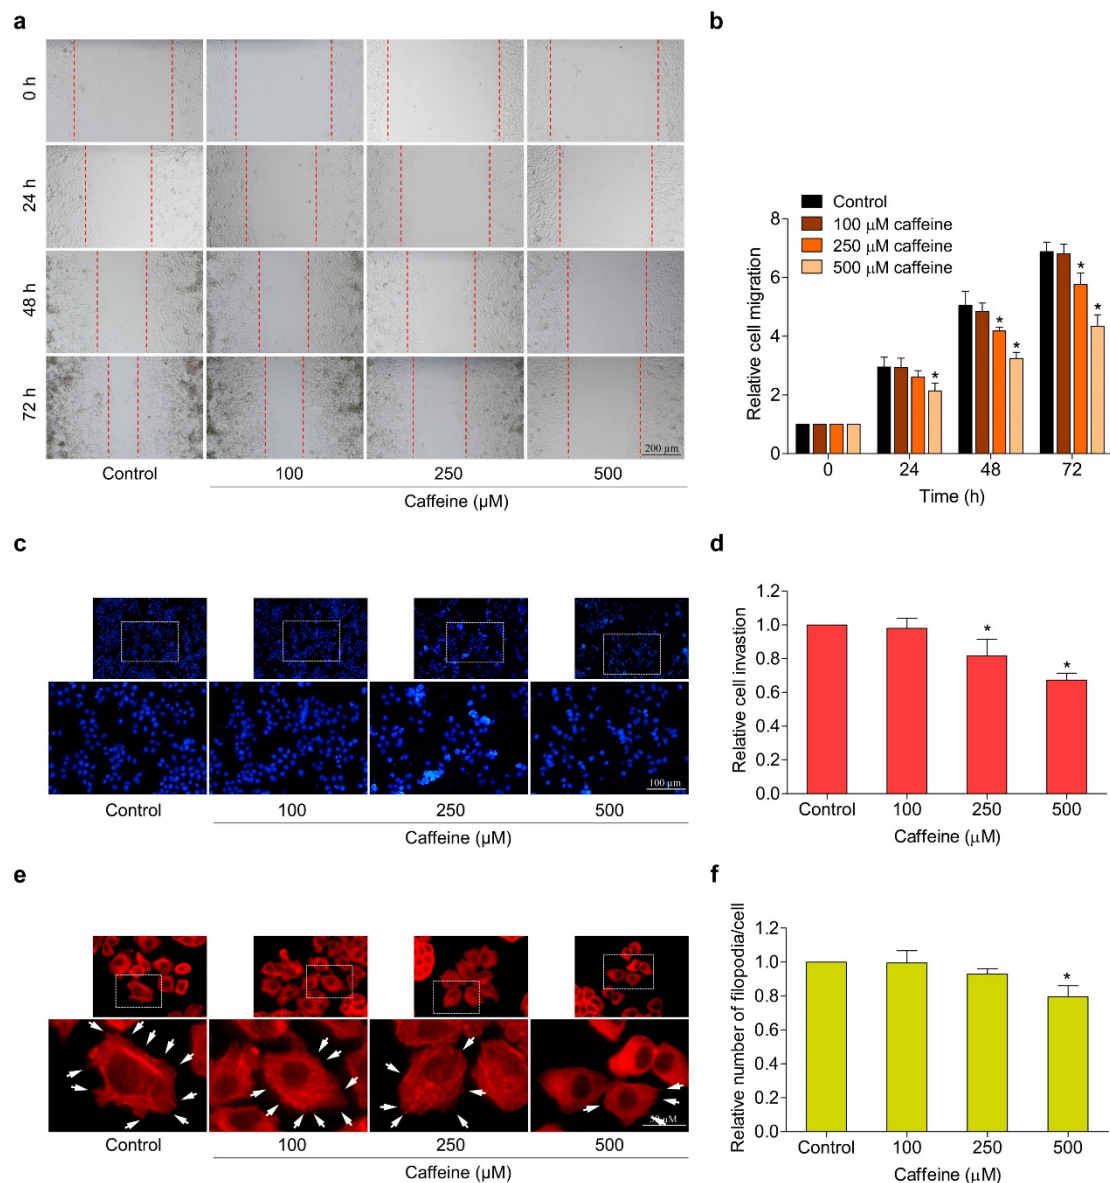 a
0 h
24 h
48 h
72 h
200 µm
Control 100 250 500
Caffeine (µM)
b
Control
100 µM caffeine
250 µM caffeine
500 µM caffeine
Relative cell migration
8
6
4
2
0
* * * * *
0 24 48 72
Time (h)
c
100 µm
Control 100 250 500
Caffeine (µM)
d
Relative cell invastion
1.2
1.0
0.8
0.6
0.4
0.2
0.0
* *
Control 100 250 500
Caffeine (µM)
e
50 µM
Control 100 250 500
Caffeine (µM)
f
Relative number of filopodia/cell
1.2
1.0
0.8
0.6
0.4
0.2
0.0
*
Control 100 250 500
Caffeine (µM)